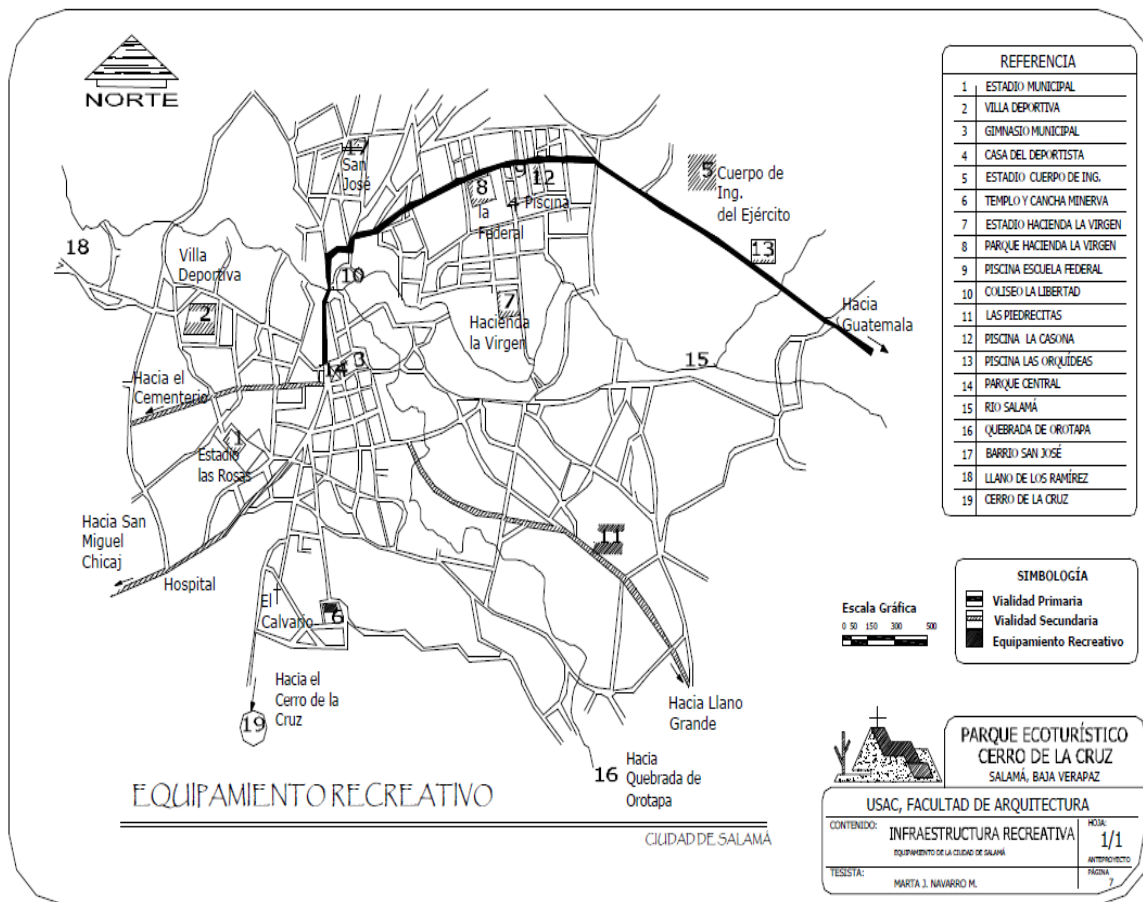 NORTE
REFERENCIA
1 ESTADIO MUNICIPAL
2 VILLA DEPORTIVA
3 GIMNASIO MUNICIPAL
4 CASA DEL DEPORTISTA
5 ESTADIO CUERPO DE ING.
6 TEMPLO Y CANCHA MINERVA
7 ESTADIO HACIENDA LA VIRGEN
8 PARQUE HACIENDA LA VIRGEN
9 PISCINA ESCUELA FEDERAL
10 COLISEO LA LIBERTAD
11 LAS PIEDRECITAS
12 PISCINA LA CASONA
13 PISCINA LAS ORQUÍDEAS
14 PARQUE CENTRAL
15 RIO SALAMÁ
16 QUEBRADA DE OROTAPA
17 BARRIO SAN JOSÉ
18 LLANO DE LOS RAMÍREZ
19 CERRO DE LA CRUZ
17
San
José
8
la
Federal
9
12
Piscina
5
Cuerpo de
Ing.
del Ejército
13
18
Villa
Deportiva
2
10
7
Hacienda
la Virgen
Hacia
Guatemala
15
14
3
Hacia el
Cementerio
1
Estadio
las Rosas
11
Hacia San
Miguel
Chicaj
Hospital
El
Calvario
6
Hacia el
Cerro de la
Cruz
19
Hacia Llano
Grande
16
Hacia
Quebrada de
Orotapa
SIMBOLOGÍA
Vialidad Primaria
Vialidad Secundaria
Equipamiento Recreativo
Escala Gráfica
0 50 150 300 500
EQUIPAMIENTO RECREATIVO
CIUDAD DE SALAMÁ
PARQUE ECOTURÍSTICO
CERRO DE LA CRUZ
SALAMÁ, BAJA VERAPAZ
USAC, FACULTAD DE ARQUITECTURA
CONTENIDO: INFRAESTRUCTURA RECREATIVA
EQUIPAMIENTO DE LA CIUDAD DE SALAMÁ
HOJA:
1/1
ANTEPROYECTO
TESISTA: MARTA J. NAVARRO M.
PÁGINA
7